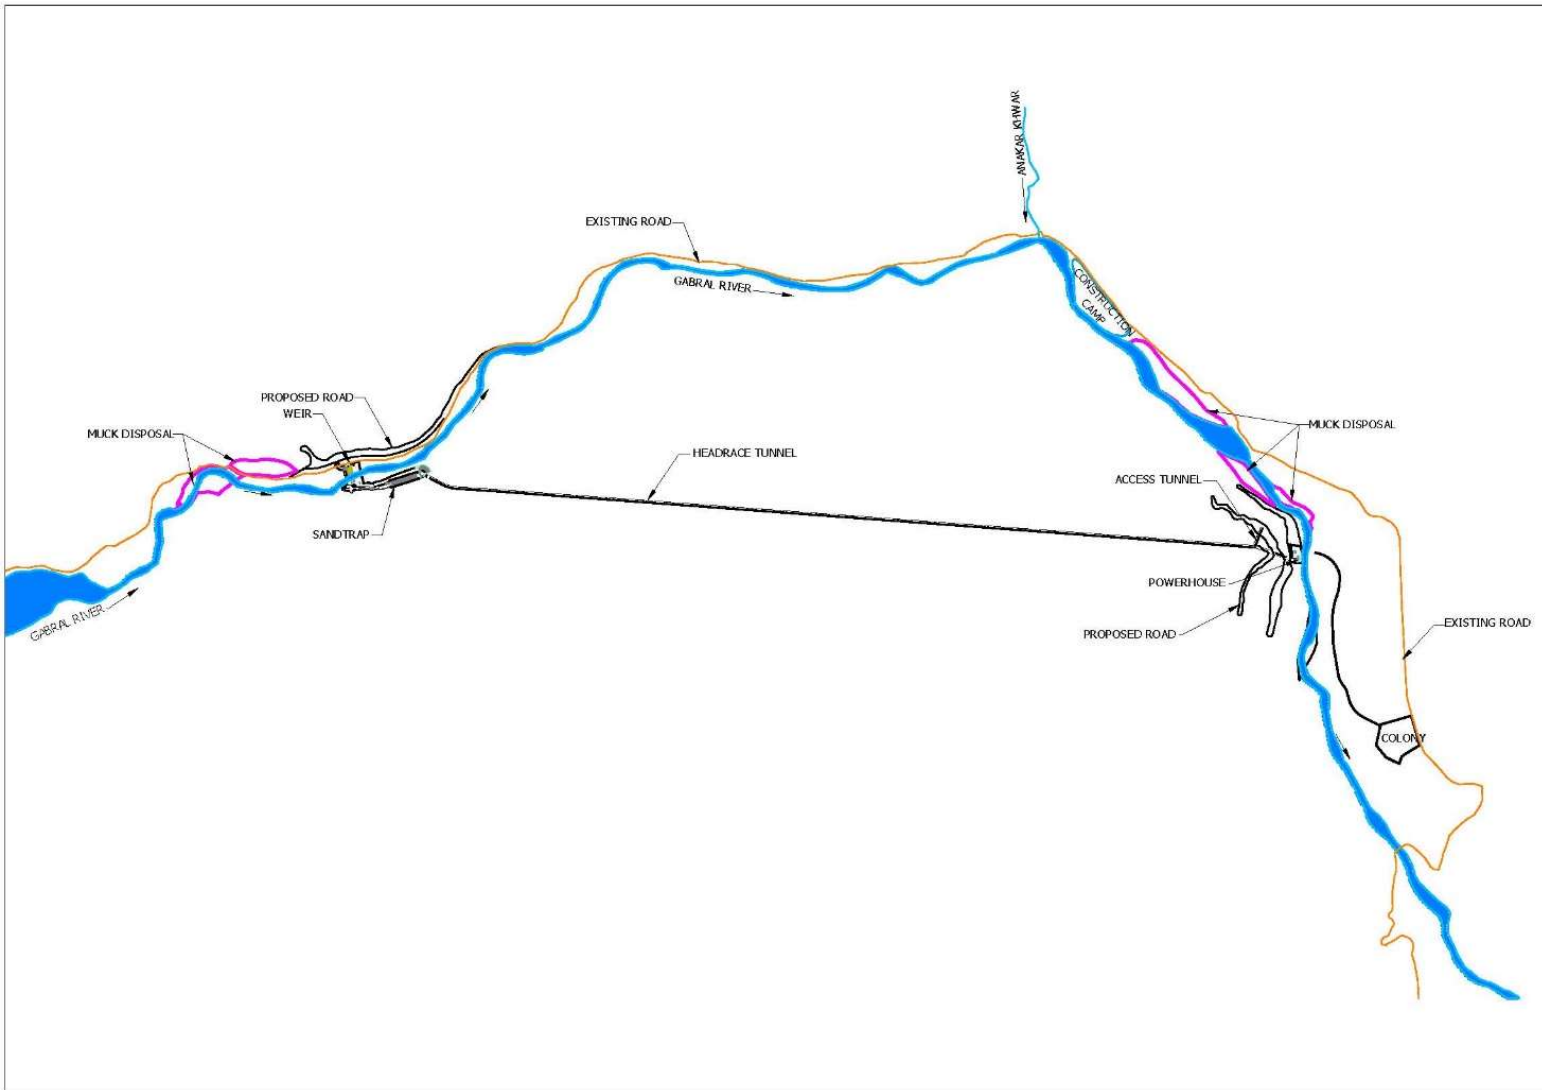 ANAKAR KHWAR
EXISTING ROAD
GABRAL RIVER
CONSTRUCTION
CAMP
PROPOSED ROAD
WEIR
MUCK DISPOSAL
MUCK DISPOSAL
HEADRACE TUNNEL
ACCESS TUNNEL
SANDTRAP
POWERHOUSE
GABRAL RIVER
PROPOSED ROAD
EXISTING ROAD
COLONY